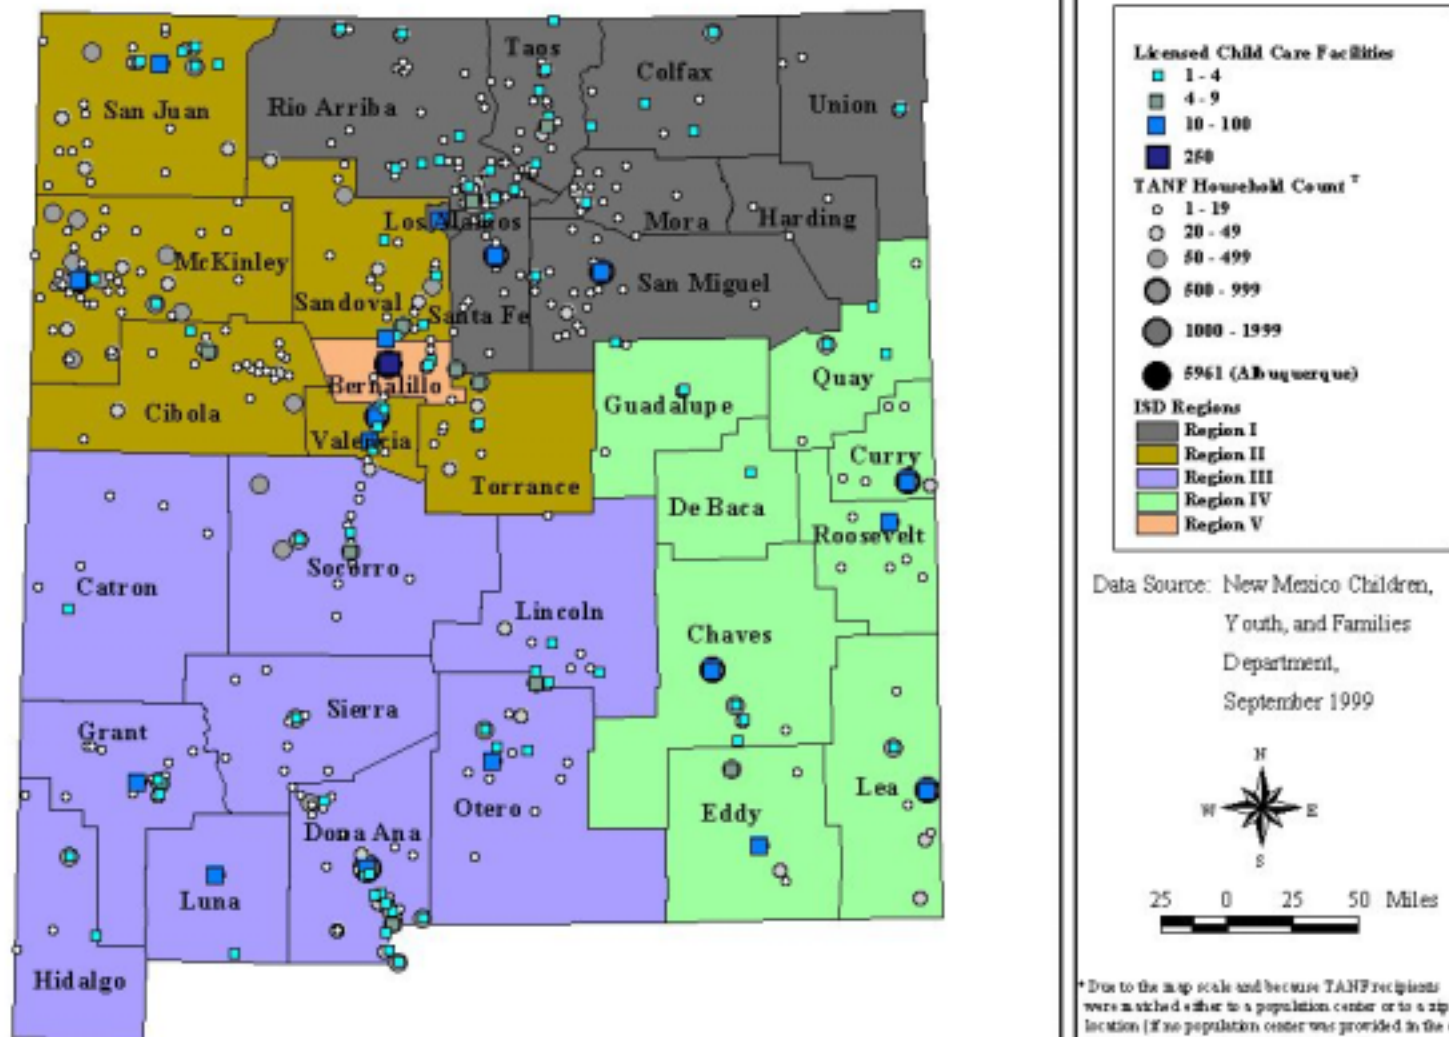 Taos
Colfax
San Juan
Rio Arriba
Union
Los Alamos
Mora
Harding
McKinley
San Miguel
Sandoval
Santa Fe
Bernalillo
Quay
Cibola
Guadalupe
Valencia
Curry
Torrance
De Baca
Roosevelt
Catron
Socorro
Lincoln
Chaves
Sierra
Grant
Lea
Otero
Eddy
Dona Ana
Luna
Hidalgo
Licensed Child Care Facilities
1 - 4
4 - 9
10 - 100
250
TANF Household Count *
1 - 19
20 - 49
50 - 499
500 - 999
1000 - 1999
5961 (Albuquerque)
ISD Regions
Region I
Region II
Region III
Region IV
Region V
Data Source: New Mexico Children,
Youth, and Families
Department,
September 1999
N
W E
S
25 0 25 50 Miles
* Due to the map scale and because TANF recipients
were matched either to a population center or to a zip
location (if no population center was provided in the